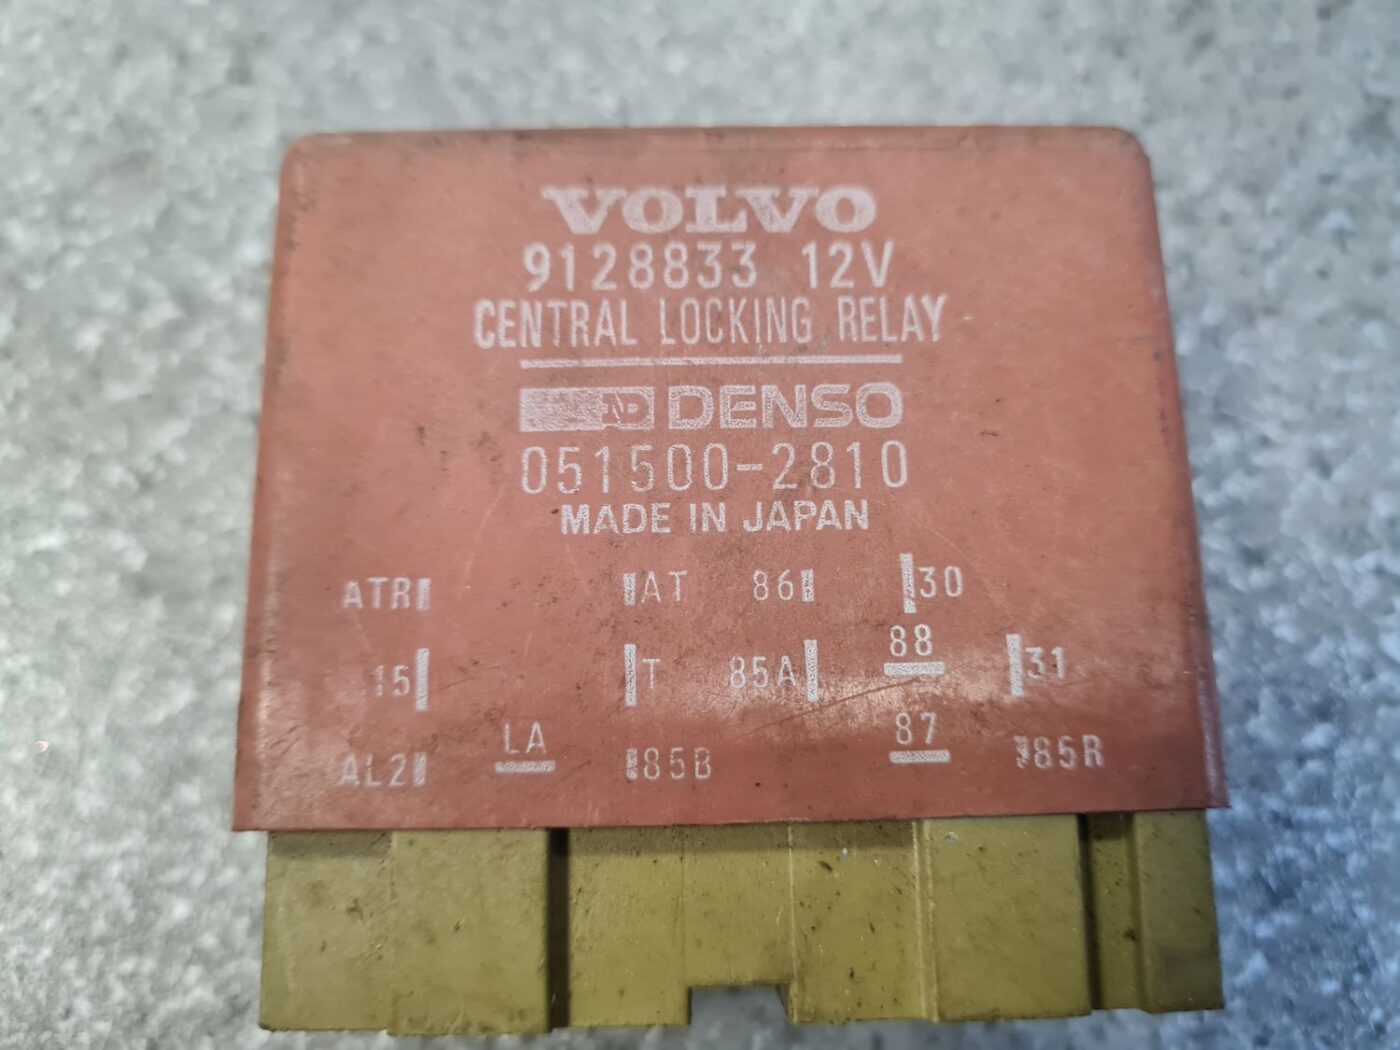 VOLVO
9128833 12V
CENTRAL LOCKING RELAY
ND DENSO
051500-2810
MADE IN JAPAN
ATR AT 86 30
88
15 T 85A 31
LA 87
AL2 85B 85R